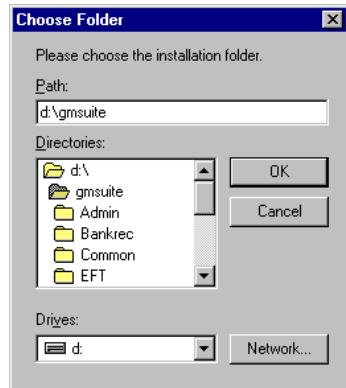 Choose Folder
Please choose the installation folder.
Path:
d:\gmsuite
Directories:
d:\
gmsuite
Admin
Bankrec
Common
EFT
OK
Cancel
Drives:
d:
Network...